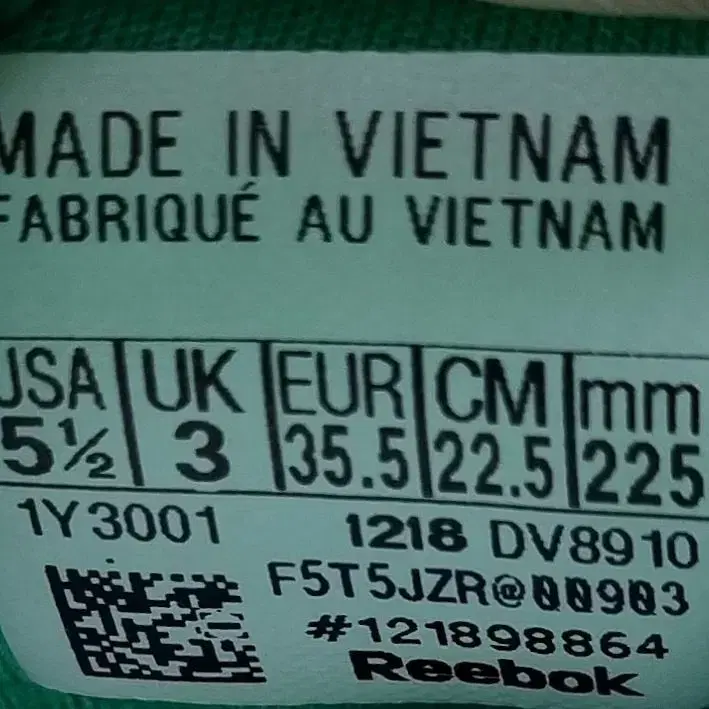 MADE IN VIETNAM
FABRIQUÉ AU VIETNAM
USA UK EUR CM mm
5½ 3 35.5 22.5 225
1Y3001 1218 DV8910
F5T5JZR@00903
#121898864
Reebok